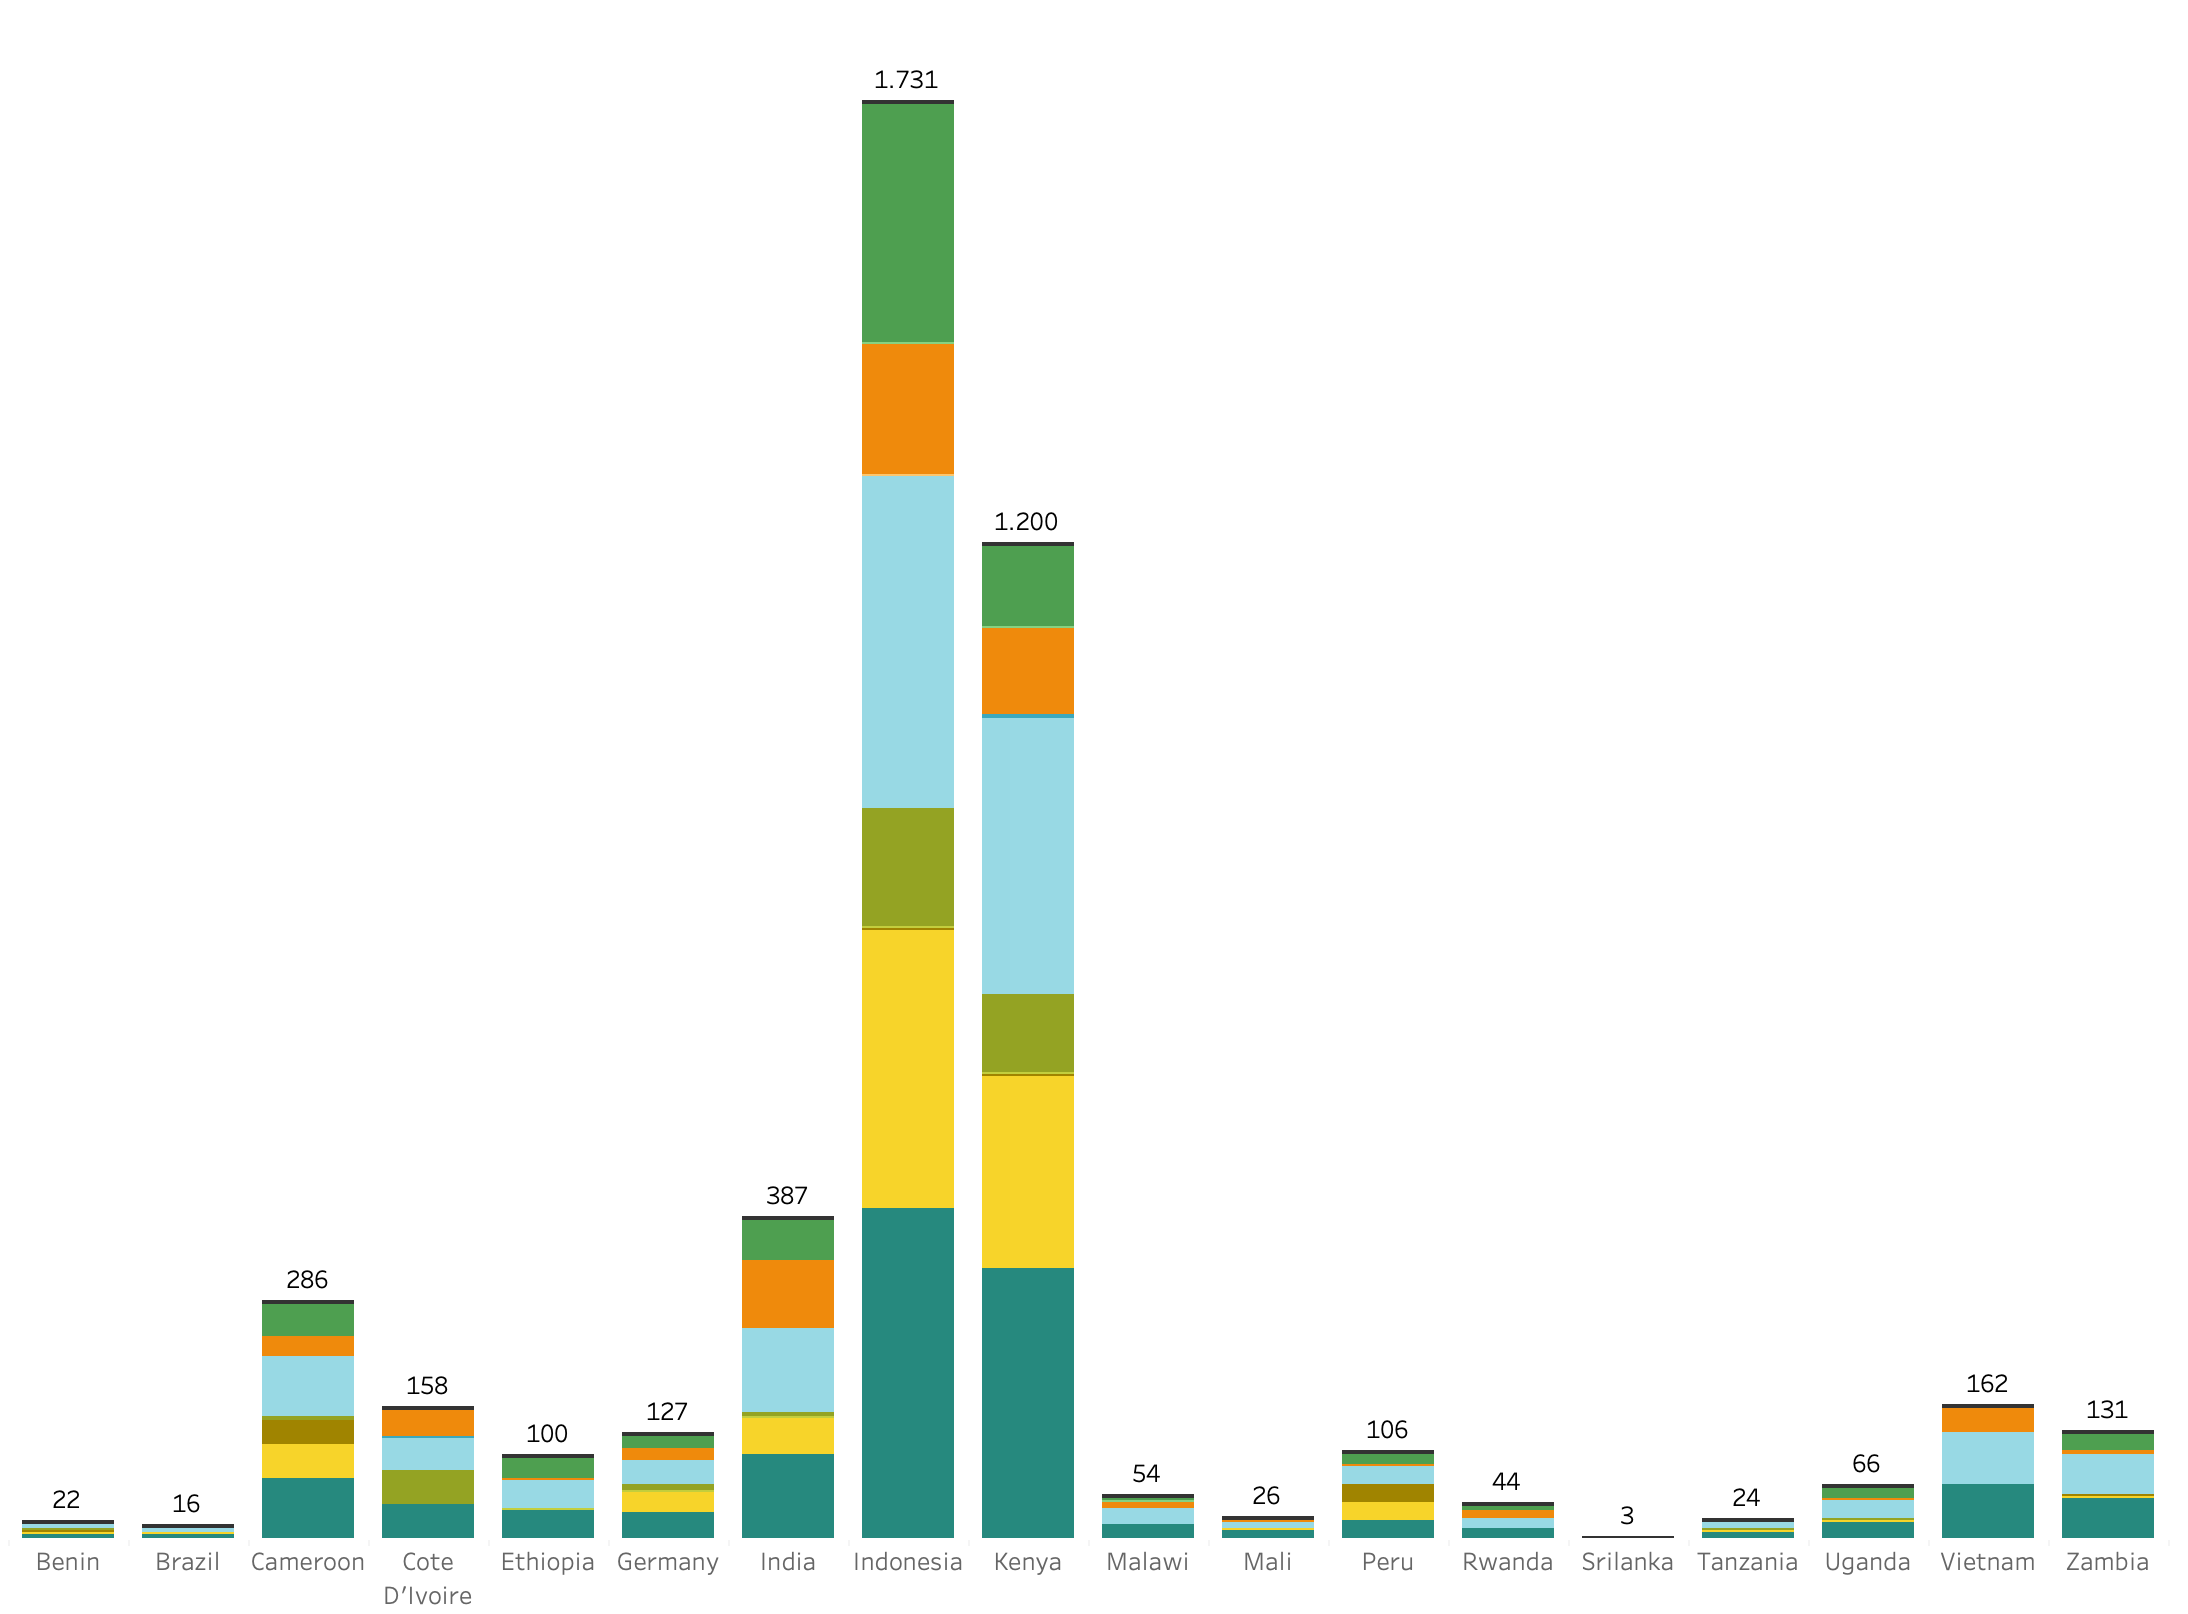 1.731
1.200
387
286
158
127
100
22
16
54
26
106
44
3
24
66
162
131
Benin
Brazil
Cameroon
Cote
D'Ivoire
Ethiopia
Germany
India
Indonesia
Kenya
Malawi
Mali
Peru
Rwanda
Srilanka
Tanzania
Uganda
Vietnam
Zambia